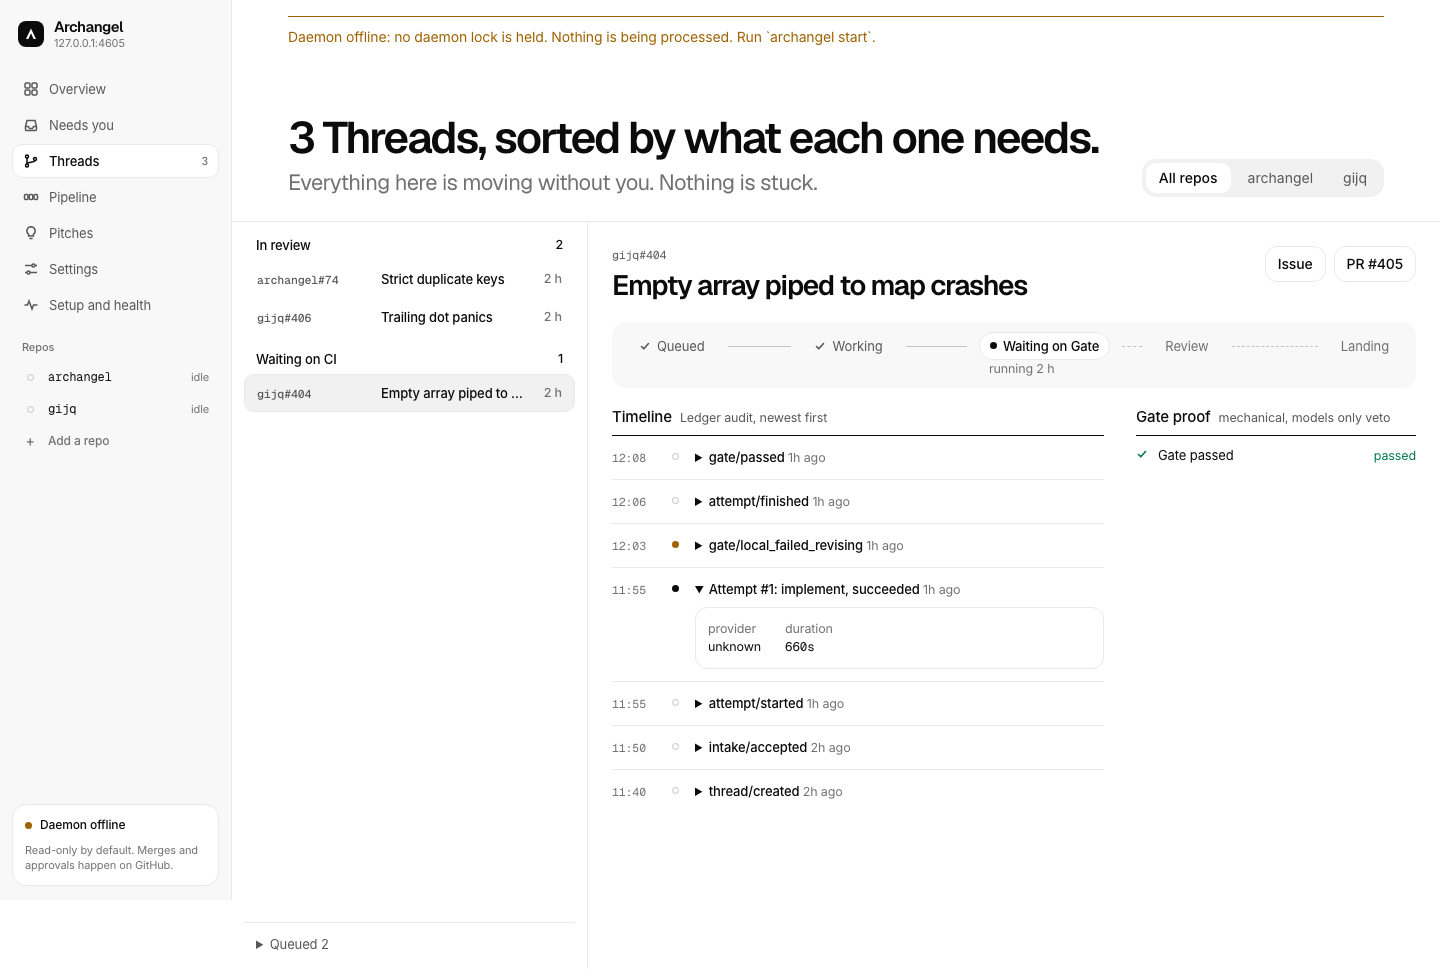 Archangel
127.0.0.1:4605
Overview
Needs you
Threads 3
Pipeline
Pitches
Settings
Setup and health
Repos
archangel idle
gijq idle
+ Add a repo
Daemon offline
Read-only by default. Merges and
approvals happen on GitHub.
Daemon offline: no daemon lock is held. Nothing is being processed. Run `archangel start`.
3 Threads, sorted by what each one needs.
Everything here is moving without you. Nothing is stuck.
All repos archangel gijq
In review 2
archangel#74 Strict duplicate keys 2 h
gijq#406 Trailing dot panics 2 h
Waiting on CI 1
gijq#404 Empty array piped to ... 2 h
Queued 2
gijq#404
Empty array piped to map crashes
Issue PR #405
Queued Working Waiting on Gate Review Landing
running 2 h
Timeline Ledger audit, newest first
12:08 gate/passed 1h ago
12:06 attempt/finished 1h ago
12:03 gate/local_failed_revising 1h ago
11:55 Attempt #1: implement, succeeded 1h ago
provider duration
unknown 660s
11:55 attempt/started 1h ago
11:50 intake/accepted 2h ago
11:40 thread/created 2h ago
Gate proof mechanical, models only veto
Gate passed passed